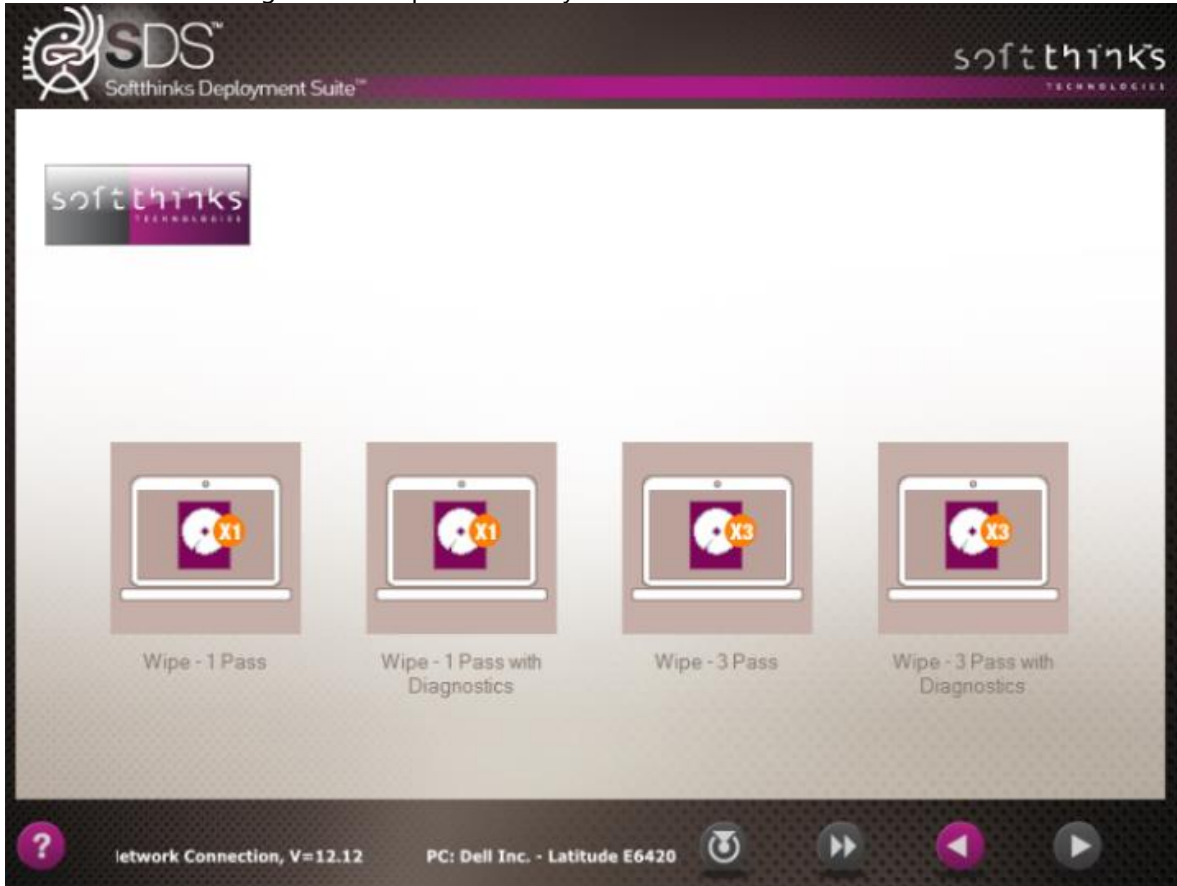 SDS™
Softthinks Deployment Suite™
softthinks™
TECHNOLOGIES
softthinks
TECHNOLOGIES
X1
X1
X3
X3
Wipe - 1 Pass
Wipe - 1 Pass with
Diagnostics
Wipe - 3 Pass
Wipe - 3 Pass with
Diagnostics
?
letwork Connection, V=12.12
PC: Dell Inc. - Latitude E6420